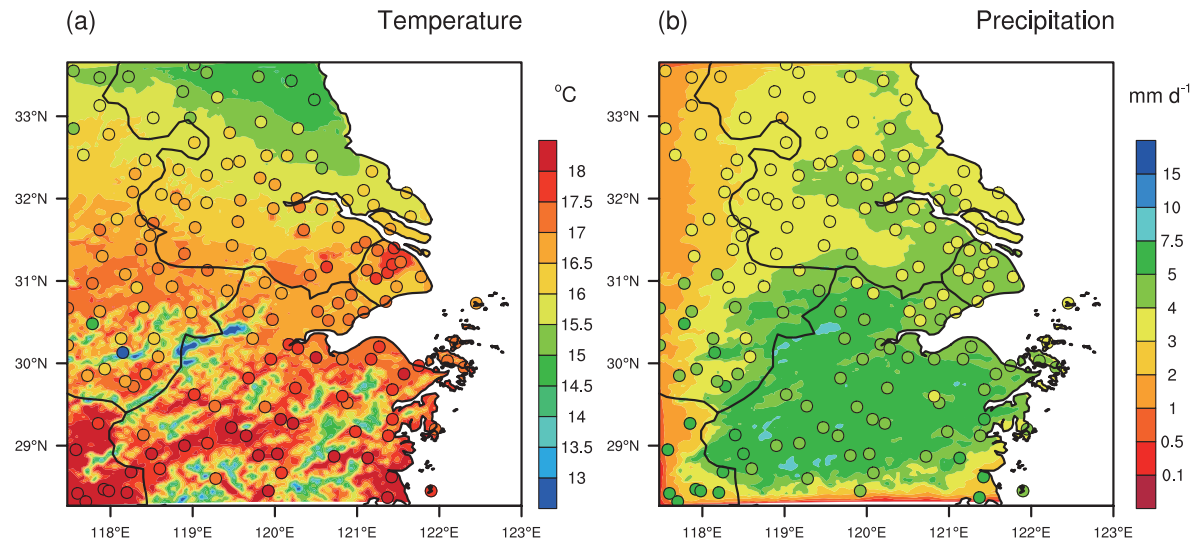 (a) Temperature
(b) Precipitation
°C
mm d⁻¹
33°N
32°N
31°N
30°N
29°N
118°E 119°E 120°E 121°E 122°E 123°E
18
17.5
17
16.5
16
15.5
15
14.5
14
13.5
13
33°N
32°N
31°N
30°N
29°N
118°E 119°E 120°E 121°E 122°E 123°E
15
10
7.5
5
4
3
2
1
0.5
0.1